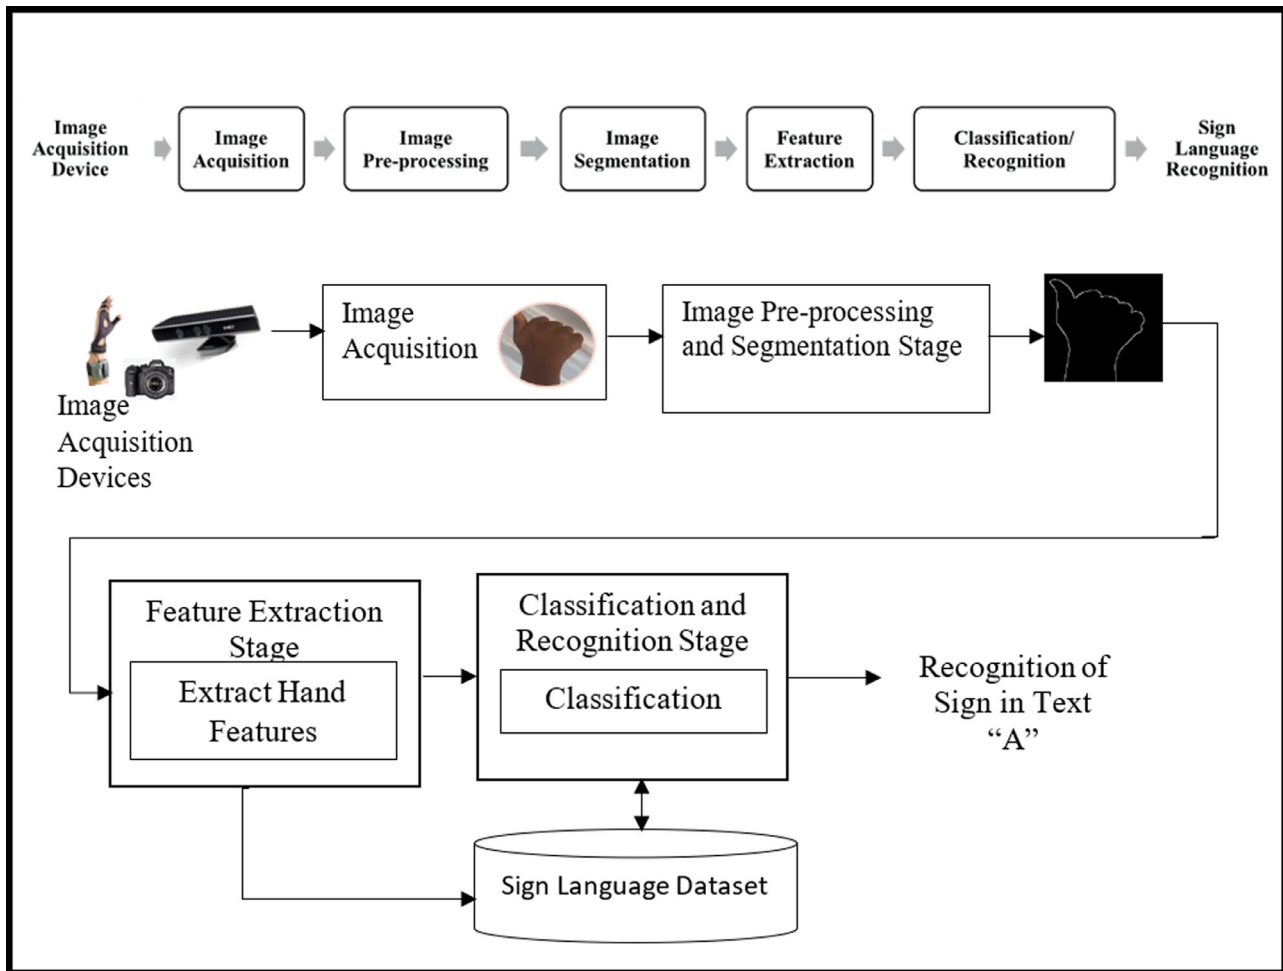 Image
Acquisition
Device
Image
Acquisition
Image
Pre-processing
Image
Segmentation
Feature
Extraction
Classification/
Recognition
Sign
Language
Recognition
Image
Acquisition
Image Pre-processing
and Segmentation Stage
Image
Acquisition
Devices
Feature Extraction
Stage
Extract Hand
Features
Classification and
Recognition Stage
Classification
Recognition of
Sign in Text
“A”
Sign Language Dataset